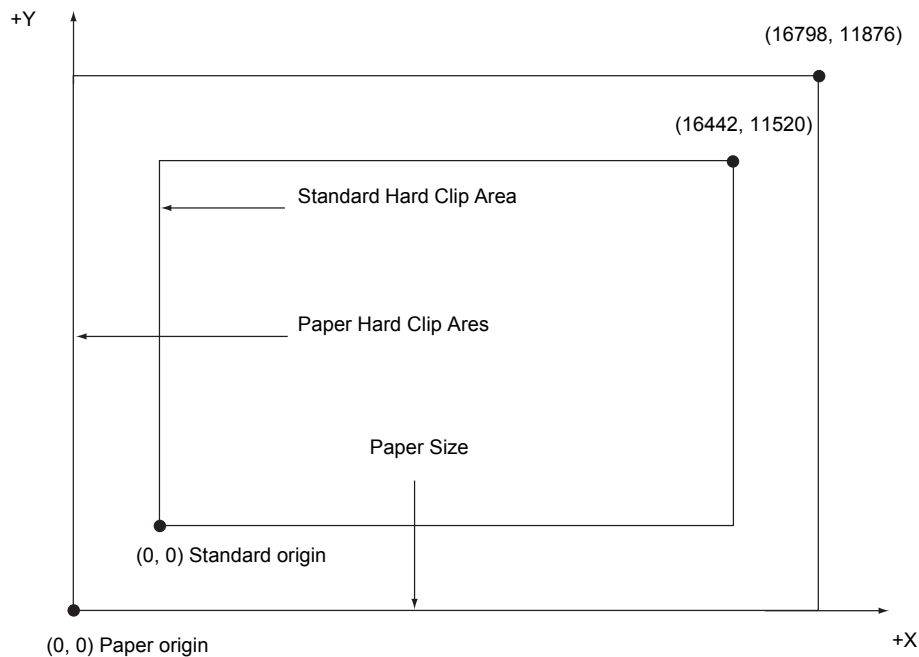 +Y
(16798, 11876)
(16442, 11520)
Standard Hard Clip Area
Paper Hard Clip Ares
Paper Size
(0, 0) Standard origin
(0, 0) Paper origin
+X